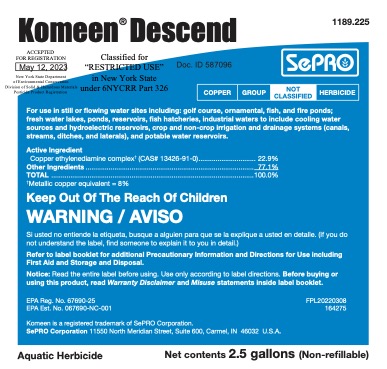 Komeen® Descend
1189.225
ACCEPTED
FOR REGISTRATION
May 12, 2023
New York State Department
of Environmental Conservation
Division of Solid & Hazardous Materials
Pesticide Product Registration
Classified for
"RESTRICTED USE"
in New York State
under 6NYCRR Part 326
Doc. ID 587096
SePRO
COPPER GROUP NOT CLASSIFIED HERBICIDE
For use in still or flowing water sites including: golf course, ornamental, fish, and fire ponds;
fresh water lakes, ponds, reservoirs, fish hatcheries, industrial waters to include cooling water
sources and hydroelectric reservoirs, crop and non-crop irrigation and drainage systems (canals,
streams, ditches, and laterals), and potable water reservoirs.
Active Ingredient
Copper ethylenediamine complex† (CAS# 13426-91-0)..................... 22.9%
Other Ingredients ........................................................... 77.1%
TOTAL ........................................................................ 100.0%
†Metallic copper equivalent = 8%
Keep Out Of The Reach Of Children
WARNING / AVISO
Si usted no entiende la etiqueta, busque a alguien para que se la explique a usted en detalle. (If you do
not understand the label, find someone to explain it to you in detail.)
Refer to label booklet for additional Precautionary Information and Directions for Use including
First Aid and Storage and Disposal.
Notice: Read the entire label before using. Use only according to label directions. Before buying or
using this product, read Warranty Disclaimer and Misuse statements inside label booklet.
EPA Reg. No. 67690-25
FPL20220308
EPA Est. No. 067690-NC-001
164275
Komeen is a registered trademark of SePRO Corporation.
SePRO Corporation 11550 North Meridian Street, Suite 600, Carmel, IN 46032 U.S.A.
Aquatic Herbicide
Net contents 2.5 gallons (Non-refillable)